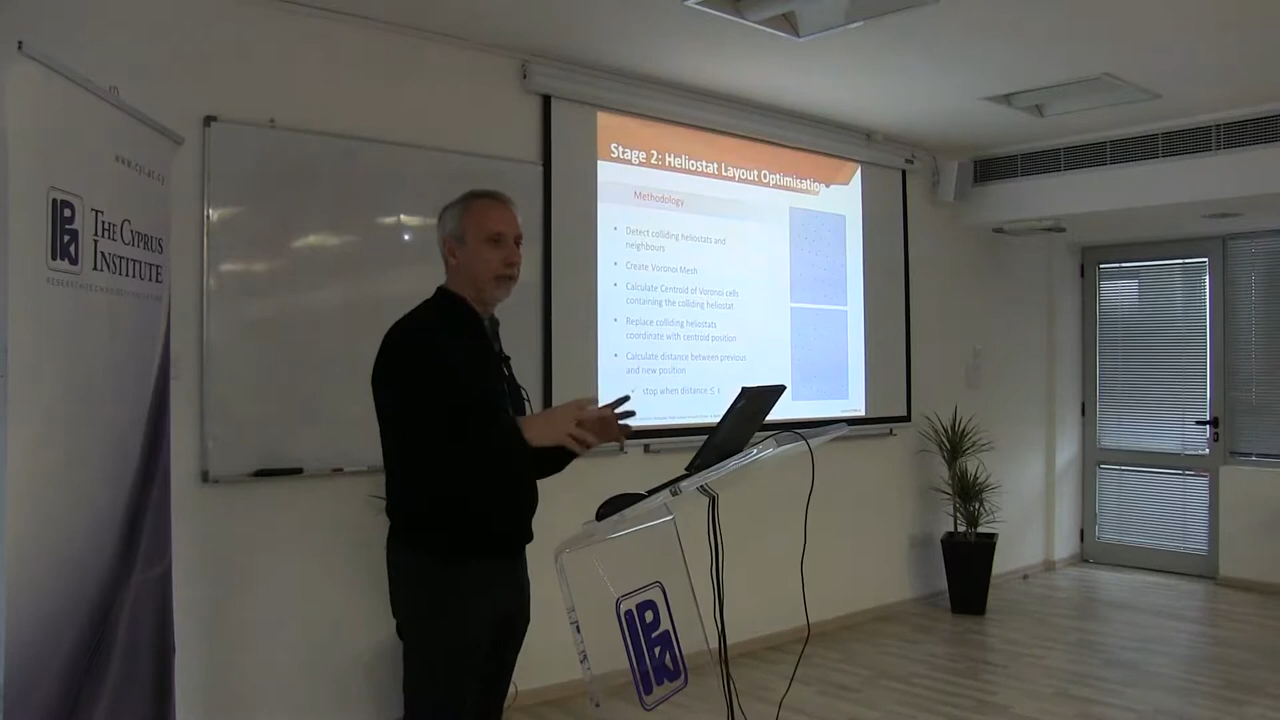 www.cyi.ac.cy
THE CYPRUS
INSTITUTE
Stage 2: Heliostat Layout Optimisation
Methodology
• Detect colliding heliostats and
neighbours
• Create Voronoi Mesh
• Calculate Centroid of Voronoi cells
containing the colliding heliostat
• Replace colliding heliostats
coordinate with centroid position
• Calculate distance between previous
and new position
✓ stop when distance ≤ ε